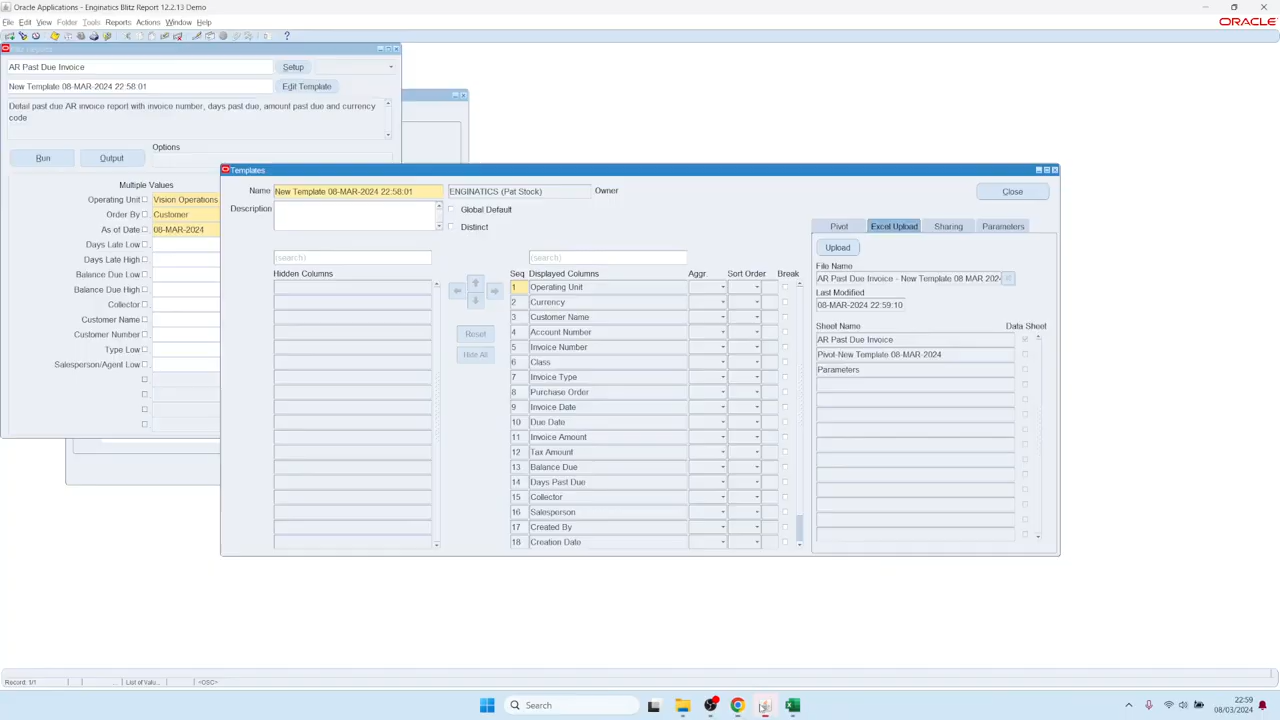 Oracle Applications - Enginatics Blitz Report 12.2.13 Demo
File Edit View Folder Tools Reports Actions Window Help
ORACLE
AR Past Due Invoice
Setup
New Template 08-MAR-2024 22:58:01
Edit Template
Detail past due AR invoice report with invoice number, days past due, amount past due and currency
code
Options
Run
Output
Multiple Values
Operating Unit Vision Operations
Order By Customer
As of Date 08-MAR-2024
Days Late Low
Days Late High
Balance Due Low
Balance Due High
Collector
Customer Name
Customer Number
Type Low
Salesperson/Agent Low
Templates
Name New Template 08-MAR-2024 22:58:01 ENGINATICS (Pat Stock) Owner
Close
Description
Global Default
Distinct
(search)
(search)
Hidden Columns
Reset
Hide All
Seq Displayed Columns Aggr. Sort Order Break
1 Operating Unit
2 Currency
3 Customer Name
4 Account Number
5 Invoice Number
6 Class
7 Invoice Type
8 Purchase Order
9 Invoice Date
10 Due Date
11 Invoice Amount
12 Tax Amount
13 Balance Due
14 Days Past Due
15 Collector
16 Salesperson
17 Created By
18 Creation Date
Pivot Excel Upload Sharing Parameters
Upload
File Name
AR Past Due Invoice - New Template 08 MAR 2024
Last Modified
08-MAR-2024 22:59:10
Sheet Name Data Sheet
AR Past Due Invoice
Pivot-New Template 08-MAR-2024
Parameters
Record: 1/1 ... List of Valu... <OSC>
Search
22:59
08/03/2024